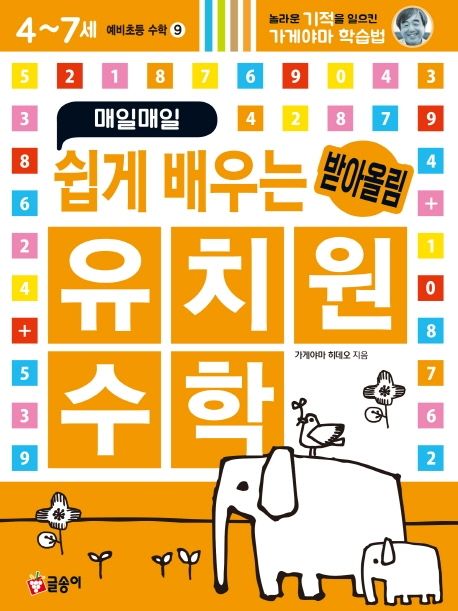 4~7세 예비초등 수학 9
놀라운 기적을 일으킨
가게야마 학습법
5 2 1 8 7 6 9 0 4 3
3 매일매일 4 2 8 7 9
8 쉽게 배우는 받아올림 4
6 +
2 유치원 1
4 0
+ 가게야마 히데오 지음 8
5 수학 7
3 6
9 2
글송이